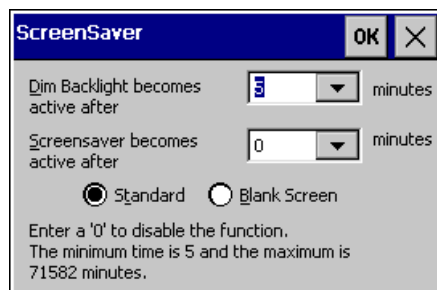 ScreenSaver OK
Dim Backlight becomes active after 5 minutes
Screensaver becomes active after 0 minutes
Standard Blank Screen
Enter a '0' to disable the function.
The minimum time is 5 and the maximum is
71582 minutes.